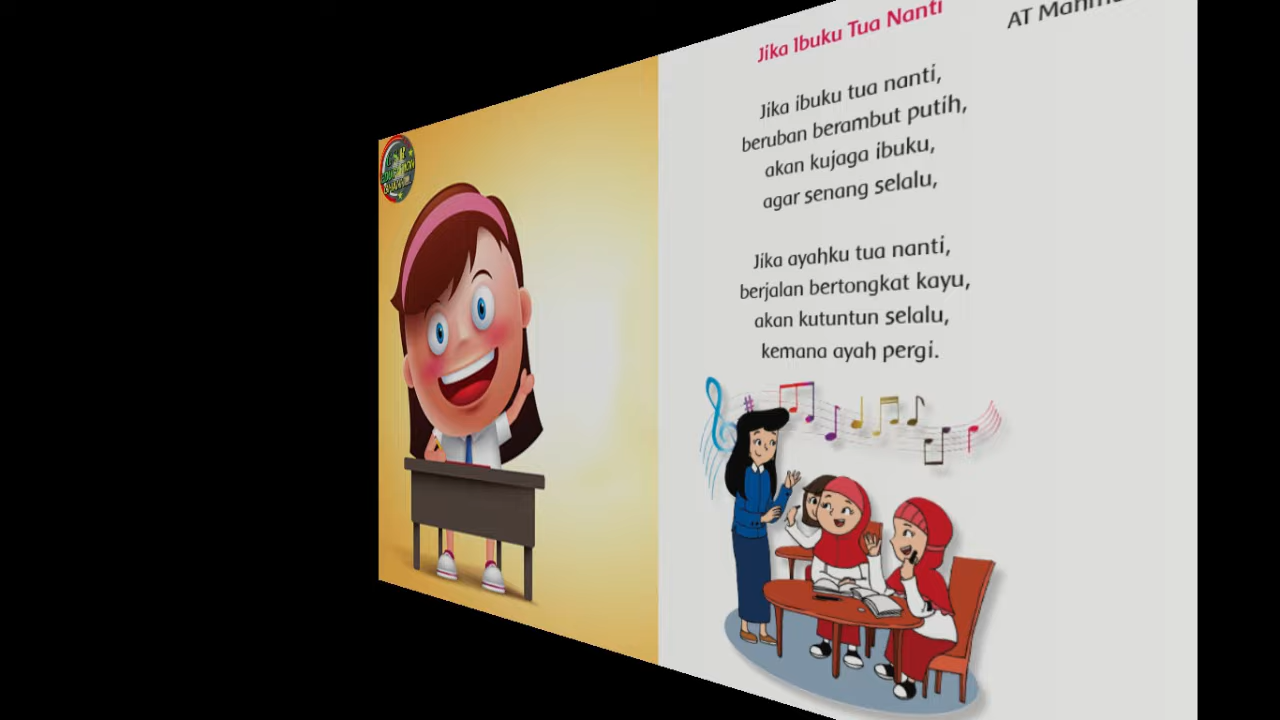 Jika Ibuku Tua Nanti
AT
Jika ibuku tua nanti,
beruban berambut putih,
akan kujaga ibuku,
agar senang selalu,
Jika ayahku tua nanti,
berjalan bertongkat kayu,
akan kutuntun selalu,
kemana ayah pergi.